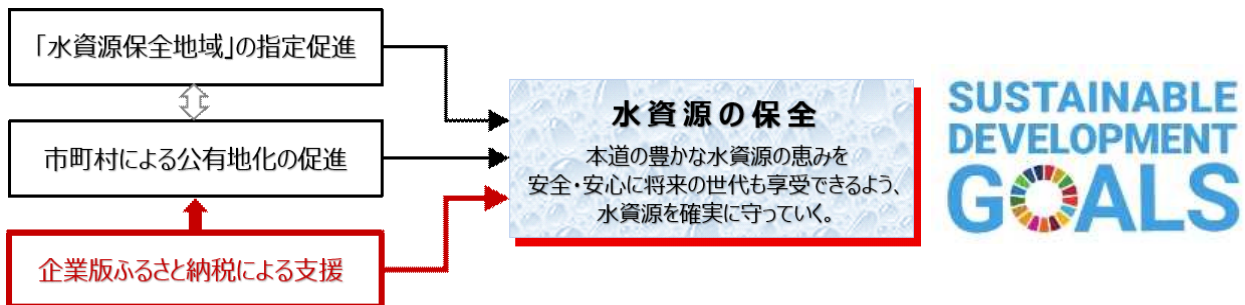 「水資源保全地域」の指定促進
市町村による公有地化の促進
企業版ふるさと納税による支援
水資源の保全
本道の豊かな水資源の恵みを
安全・安心に将来の世代も享受できるよう、
水資源を確実に守っていく。
SUSTAINABLE
DEVELOPMENT
GOALS